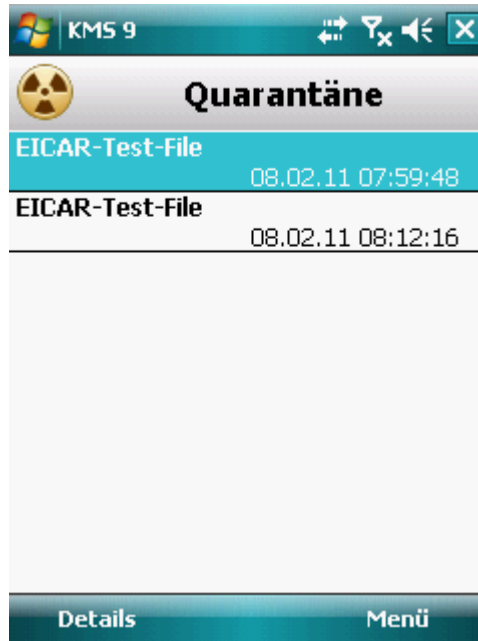 KMS 9
Quarantäne
EICAR-Test-File
08.02.11 07:59:48
EICAR-Test-File
08.02.11 08:12:16
Details Menü